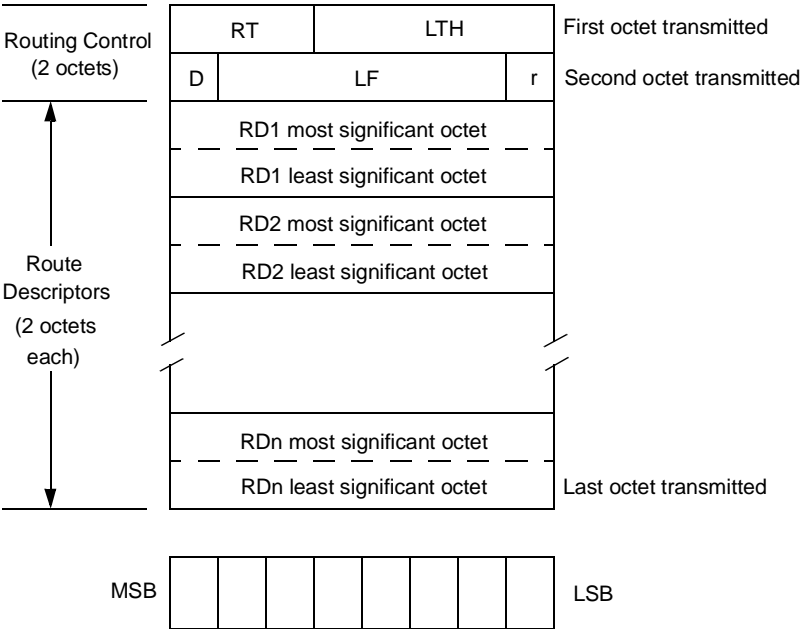 Routing Control
(2 octets)
RT
LTH
First octet transmitted
D
LF
r
Second octet transmitted
RD1 most significant octet
RD1 least significant octet
RD2 most significant octet
RD2 least significant octet
Route
Descriptors
(2 octets
each)
RDn most significant octet
RDn least significant octet
Last octet transmitted
MSB
LSB